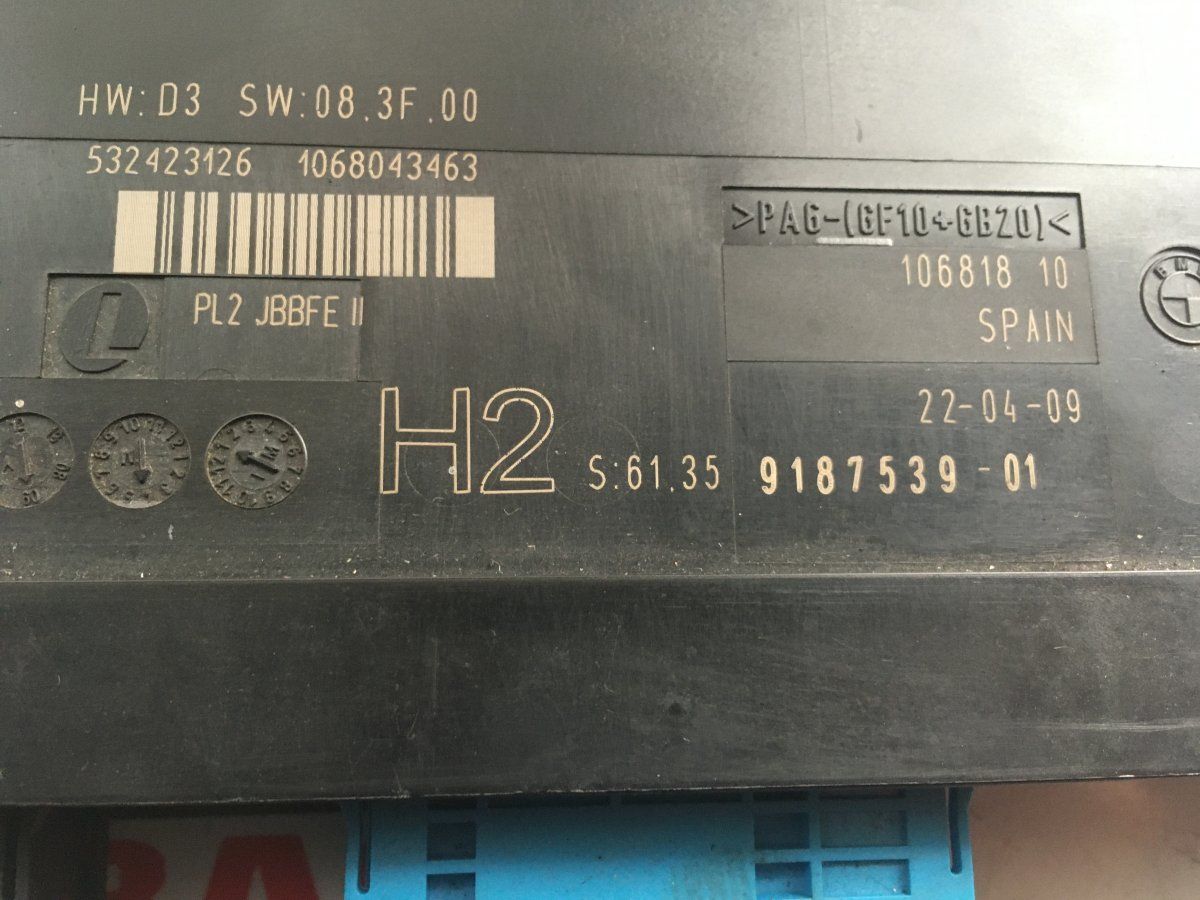 HW:D3 SW:08.3F.00
532423126 1068043463
>PA6-(GF10+GB20)<
106818 10
SPAIN
BM
PL2 JBBFE II
22-04-09
H2
S:61.35 9187539-01